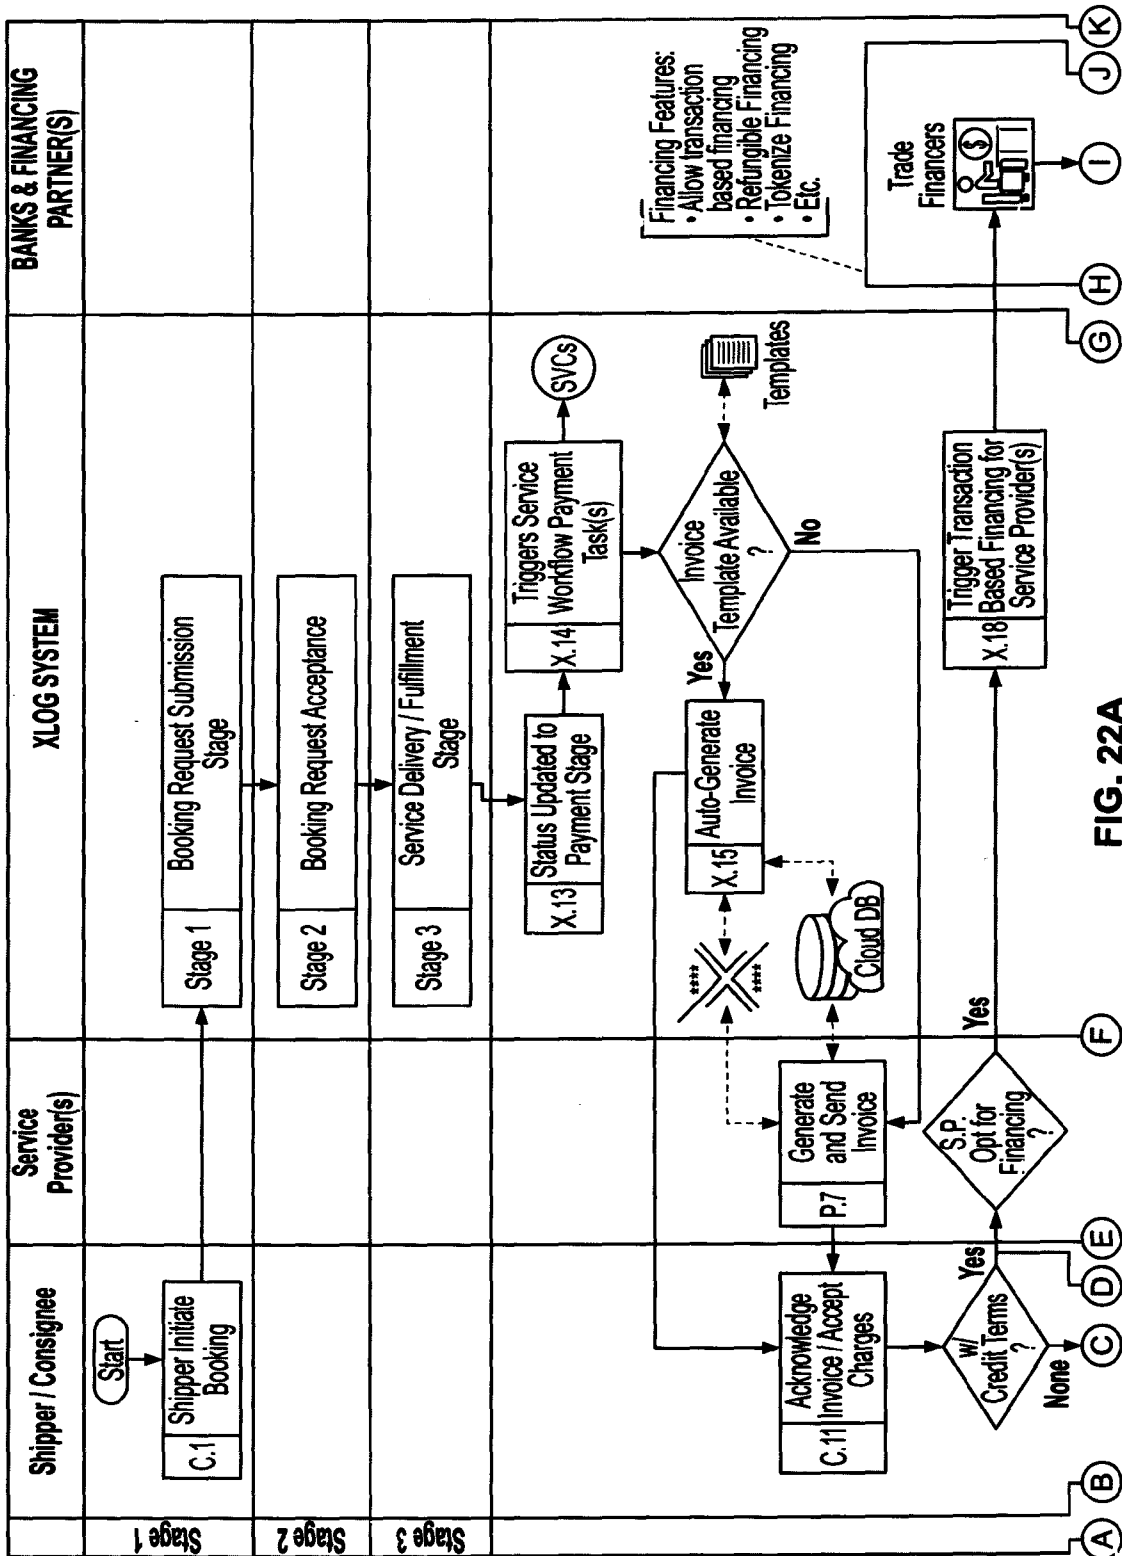 Shipper / Consignee
Service
Provider(s)
XLOG SYSTEM
BANKS & FINANCING
PARTNER(S)
Stage 1
Start
C.1
Shipper Initiate
Booking
Stage 1
Booking Request Submission
Stage
Stage 2
Stage 2
Booking Request Acceptance
Stage 3
Stage 3
Service Delivery / Fulfillment
Stage
X.13
Status Updated to
Payment Stage
X.14
Triggers Service
Workflow Payment
Task(s)
SVCs
Invoice
Template Available
?
Yes
No
Templates
X.15
Auto-Generate
Invoice
****
****
Cloud DB
P.7
Generate
and Send
Invoice
C.11
Acknowledge
Invoice / Accept
Charges
w/
Credit Terms
?
Yes
None
S.P.
Opt for
Financing
?
Yes
X.18
Trigger Transaction
Based Financing for
Service Provider(s)
Financing Features:
• Allow transaction
based financing
• Refungible Financing
• Tokenize Financing
• Etc.
Trade
Financers
$
A
B
C
D
E
F
G
H
I
J
K
FIG. 22A